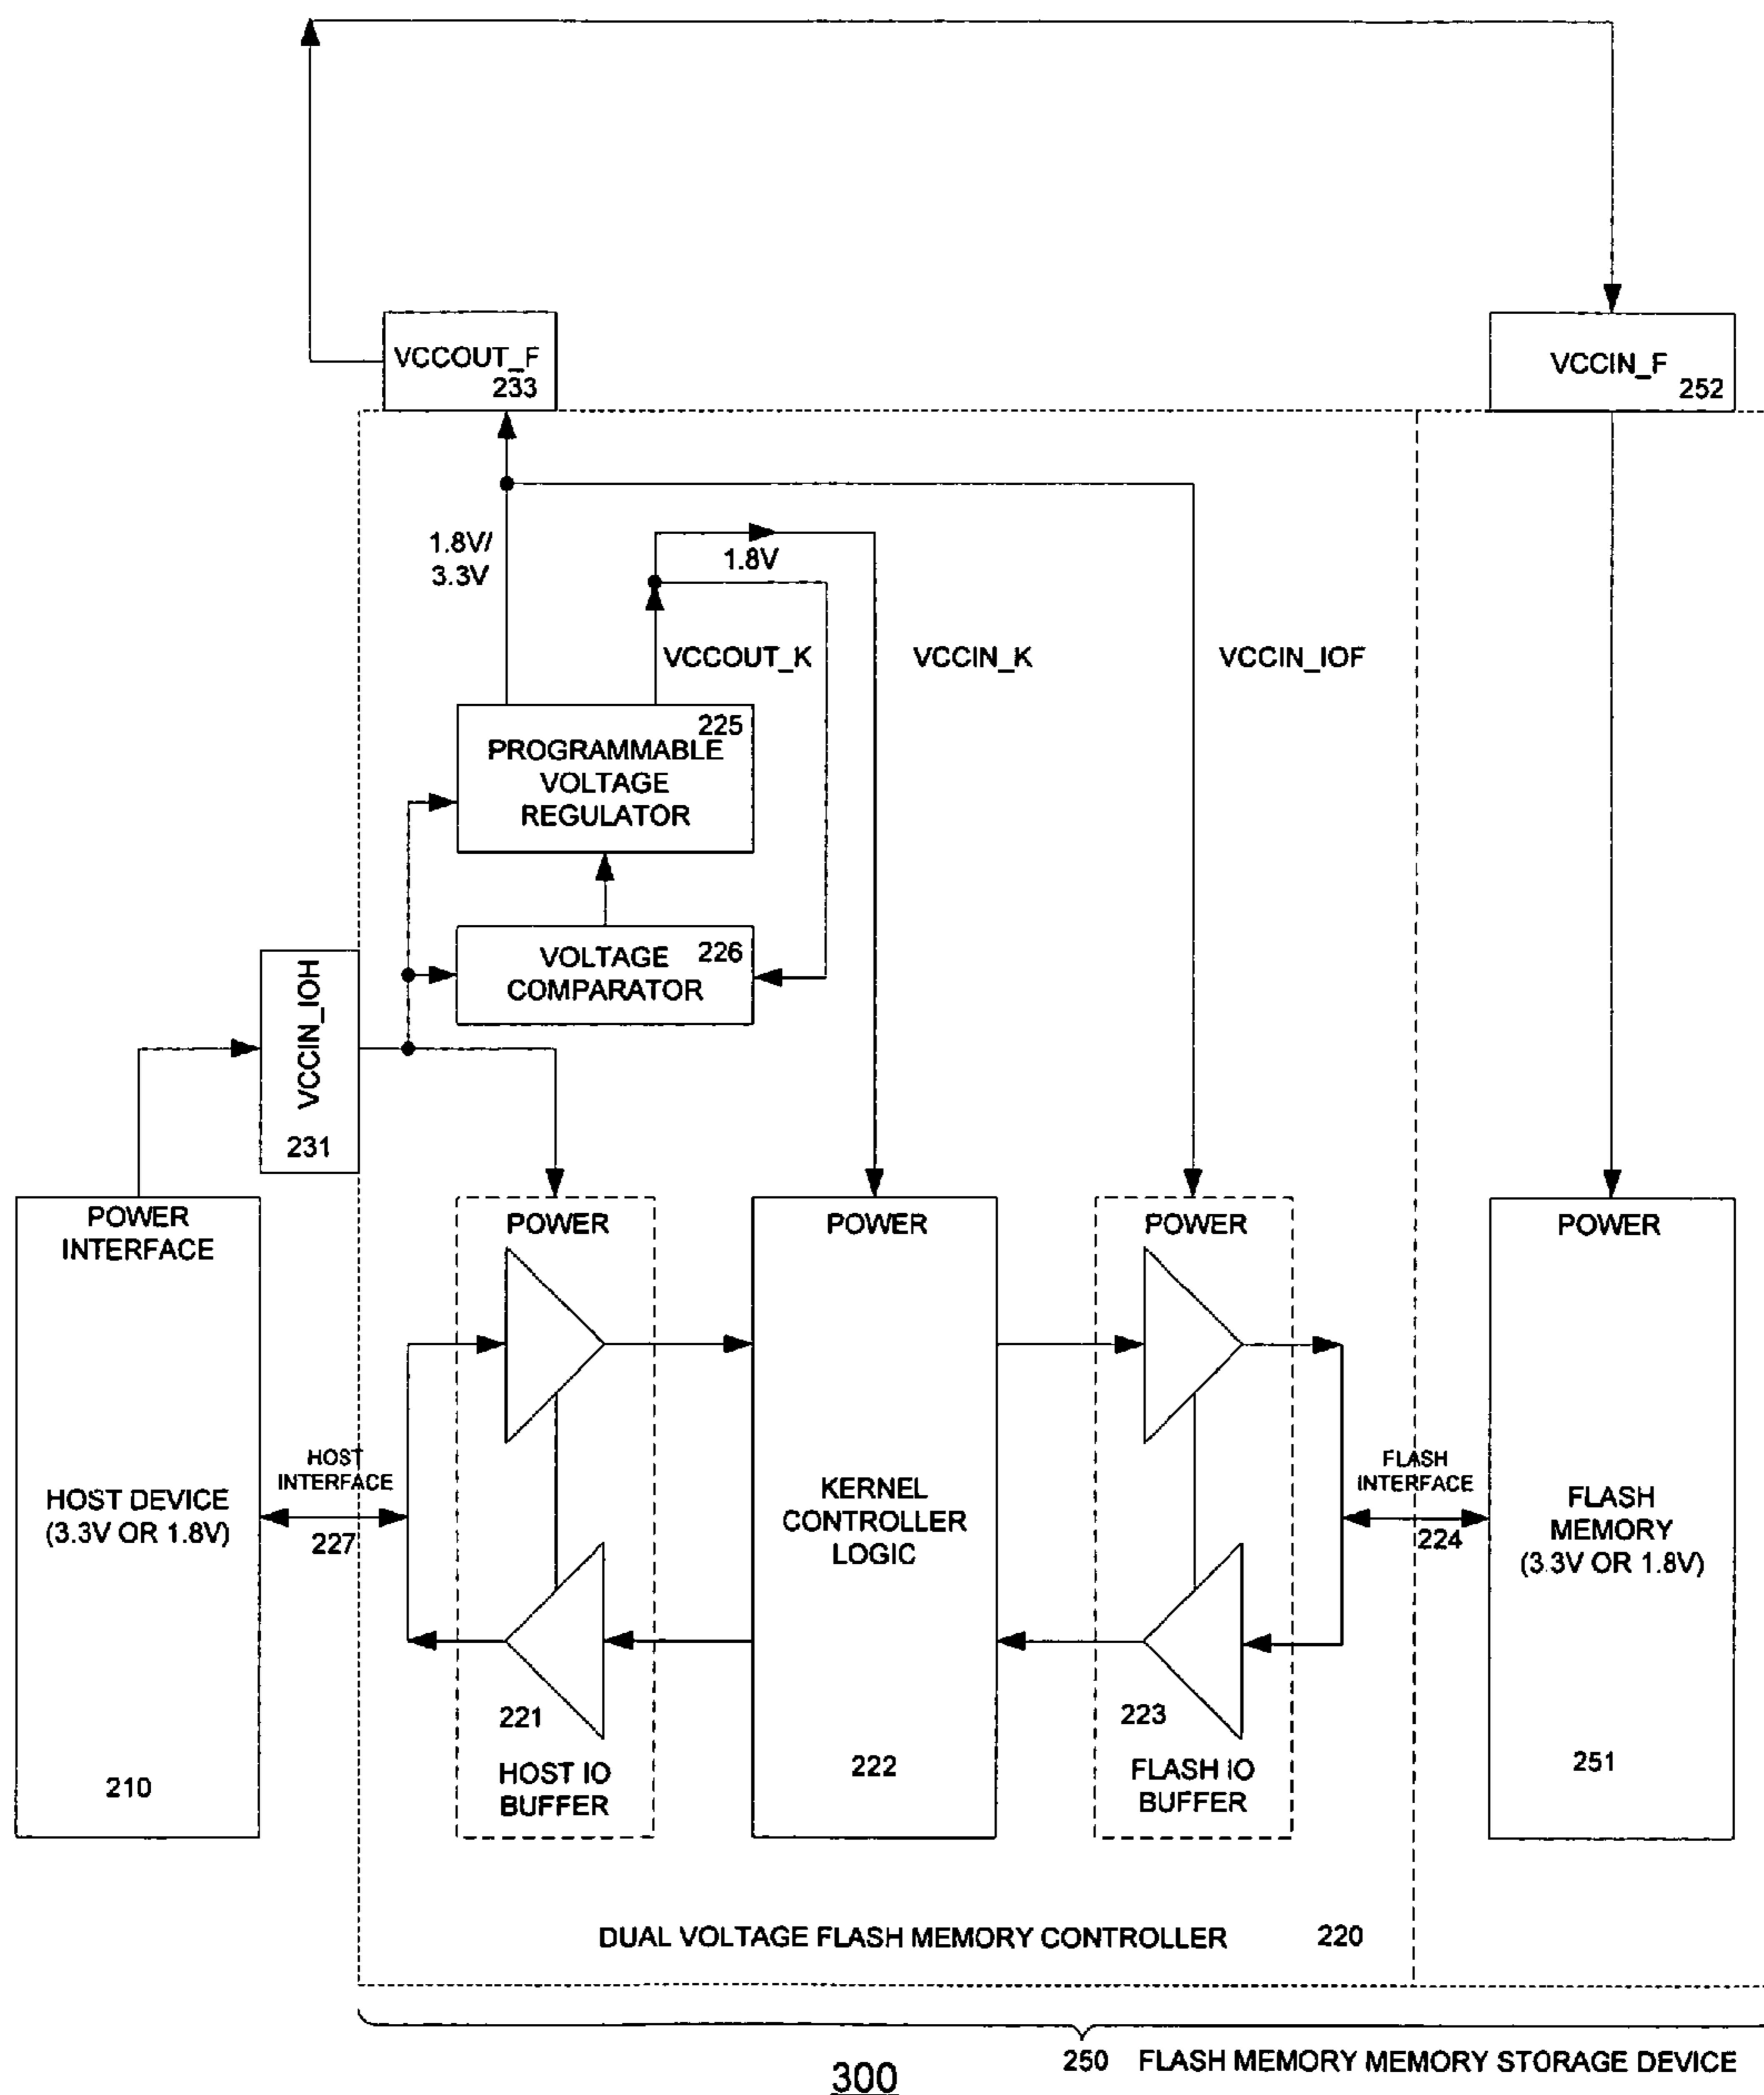 VCCOUT_F
233
VCCIN_F
252
1.8V/
3.3V
1.8V
VCCOUT_K
VCCIN_K
VCCIN_IOF
225
PROGRAMMABLE
VOLTAGE
REGULATOR
226
VOLTAGE
COMPARATOR
VCCIN_IOH
231
POWER
INTERFACE
POWER
POWER
POWER
POWER
HOST
INTERFACE
227
HOST DEVICE
(3.3V OR 1.8V)
KERNEL
CONTROLLER
LOGIC
FLASH
INTERFACE
224
FLASH
MEMORY
(3.3V OR 1.8V)
210
221
HOST IO
BUFFER
222
223
FLASH IO
BUFFER
251
DUAL VOLTAGE FLASH MEMORY CONTROLLER 220
250 FLASH MEMORY MEMORY STORAGE DEVICE
300